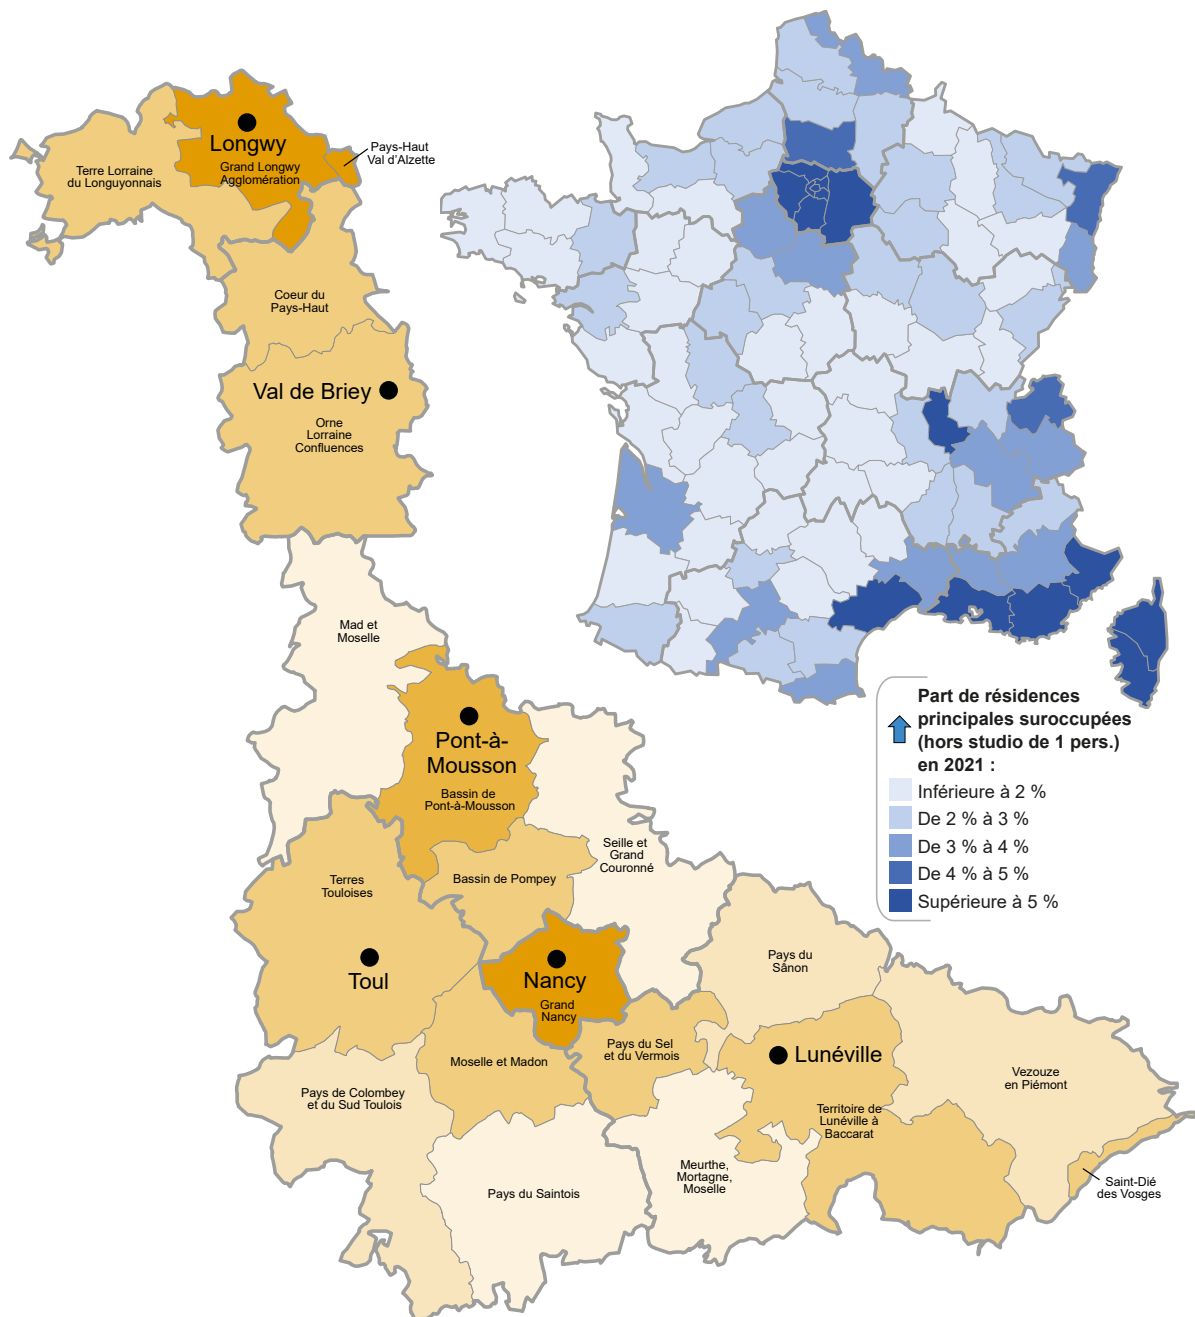 Longwy
Grand Longwy
Agglomération
Pays-Haut
Val d'Alzette
Terre Lorraine
du Longuyonnais
Coeur du
Pays-Haut
Val de Briey
Orne
Lorraine
Confluences
Mad et
Moselle
Pont-à-
Mousson
Bassin de
Pont-à-Mousson
Seille et
Grand
Couronné
Bassin de Pompey
Terres
Touloises
Toul
Nancy
Grand
Nancy
Pays du
Sânon
Moselle et Madon
Pays du Sel
et du Vermois
Lunéville
Territoire de
Lunéville à
Baccarat
Vezouze
en Piémont
Pays de Colombey
et du Sud Toulois
Pays du Saintois
Meurthe,
Mortagne,
Moselle
Saint-Dié
des Vosges
Part de résidences
principales suroccupées
(hors studio de 1 pers.)
en 2021 :
Inférieure à 2 %
De 2 % à 3 %
De 3 % à 4 %
De 4 % à 5 %
Supérieure à 5 %